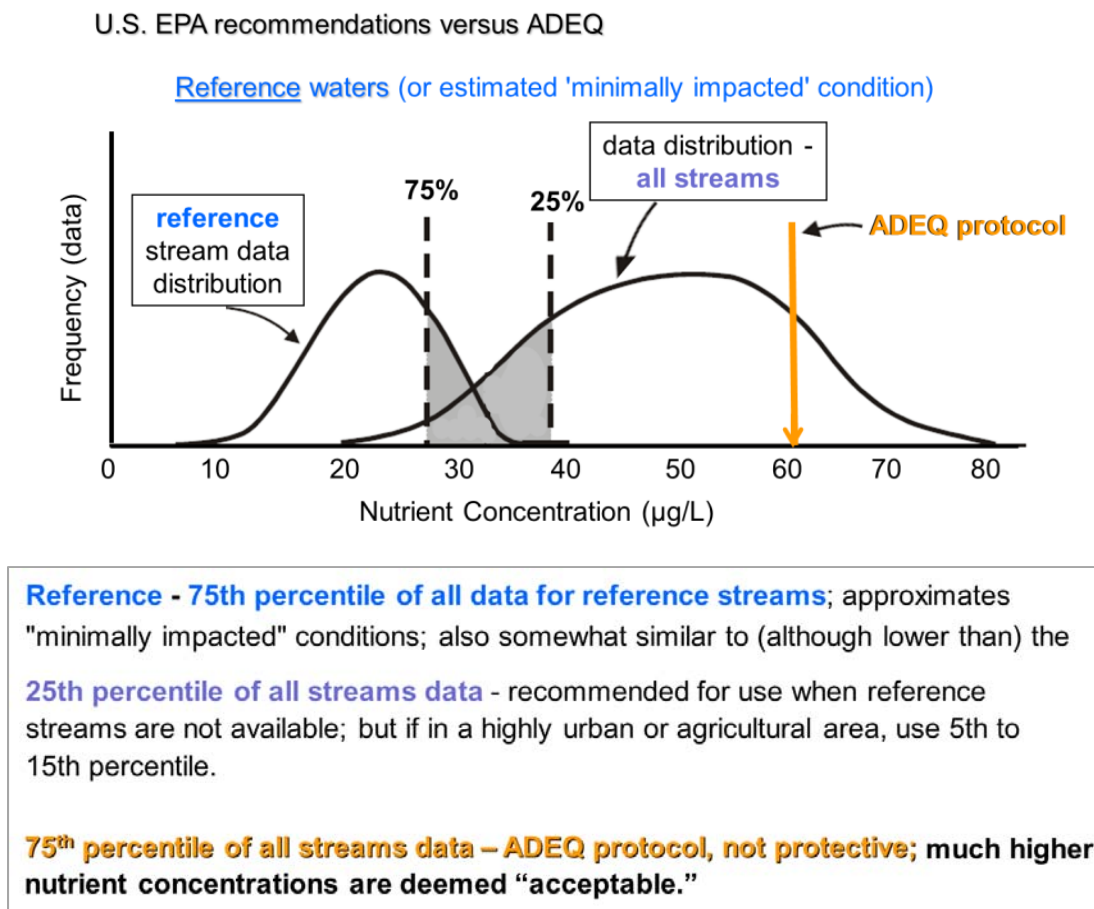 U.S. EPA recommendations versus ADEQ
Reference waters (or estimated 'minimally impacted' condition)
data distribution -
all streams
75%
25%
ADEQ protocol
reference
stream data
distribution
Frequency (data)
0 10 20 30 40 50 60 70 80
Nutrient Concentration (µg/L)
Reference - 75th percentile of all data for reference streams; approximates
"minimally impacted" conditions; also somewhat similar to (although lower than) the
25th percentile of all streams data - recommended for use when reference
streams are not available; but if in a highly urban or agricultural area, use 5th to
15th percentile.
75th percentile of all streams data – ADEQ protocol, not protective; much higher
nutrient concentrations are deemed “acceptable.”